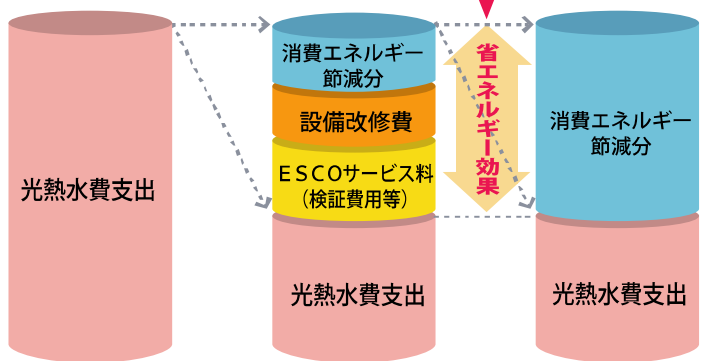 光熱水費支出
消費エネルギー
節減分
設備改修費
ESCOサービス料
（検証費用等）
光熱水費支出
省エネルギー効果
消費エネルギー
節減分
光熱水費支出